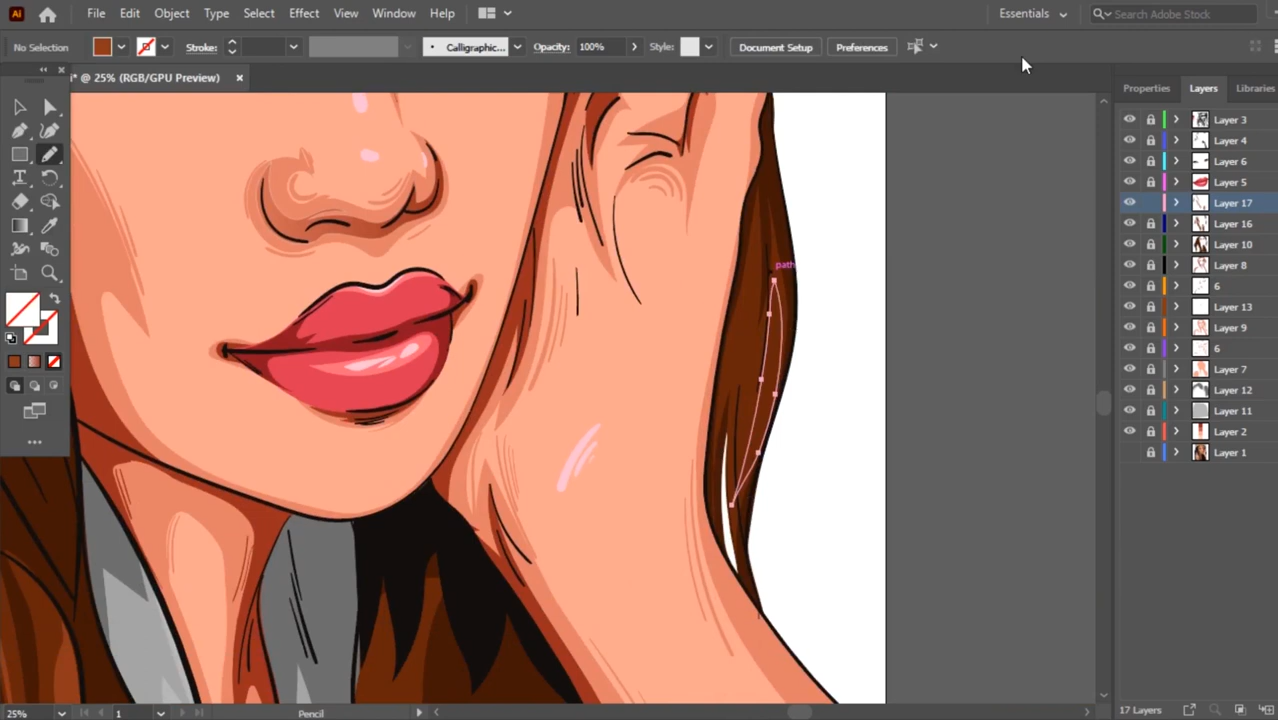 Ai File Edit Object Type Select Effect View Window Help Essentials Search Adobe Stock
No Selection Stroke: Calligraphic... Opacity: 100% Style: Document Setup Preferences
* @ 25% (RGB/GPU Preview) ×
Properties Layers Libraries
Layer 3
Layer 4
Layer 6
Layer 5
Layer 17
Layer 16
Layer 10
Layer 8
6
Layer 13
Layer 9
6
Layer 7
Layer 12
Layer 11
Layer 2
Layer 1
path
25% 1 Pencil 17 Layers